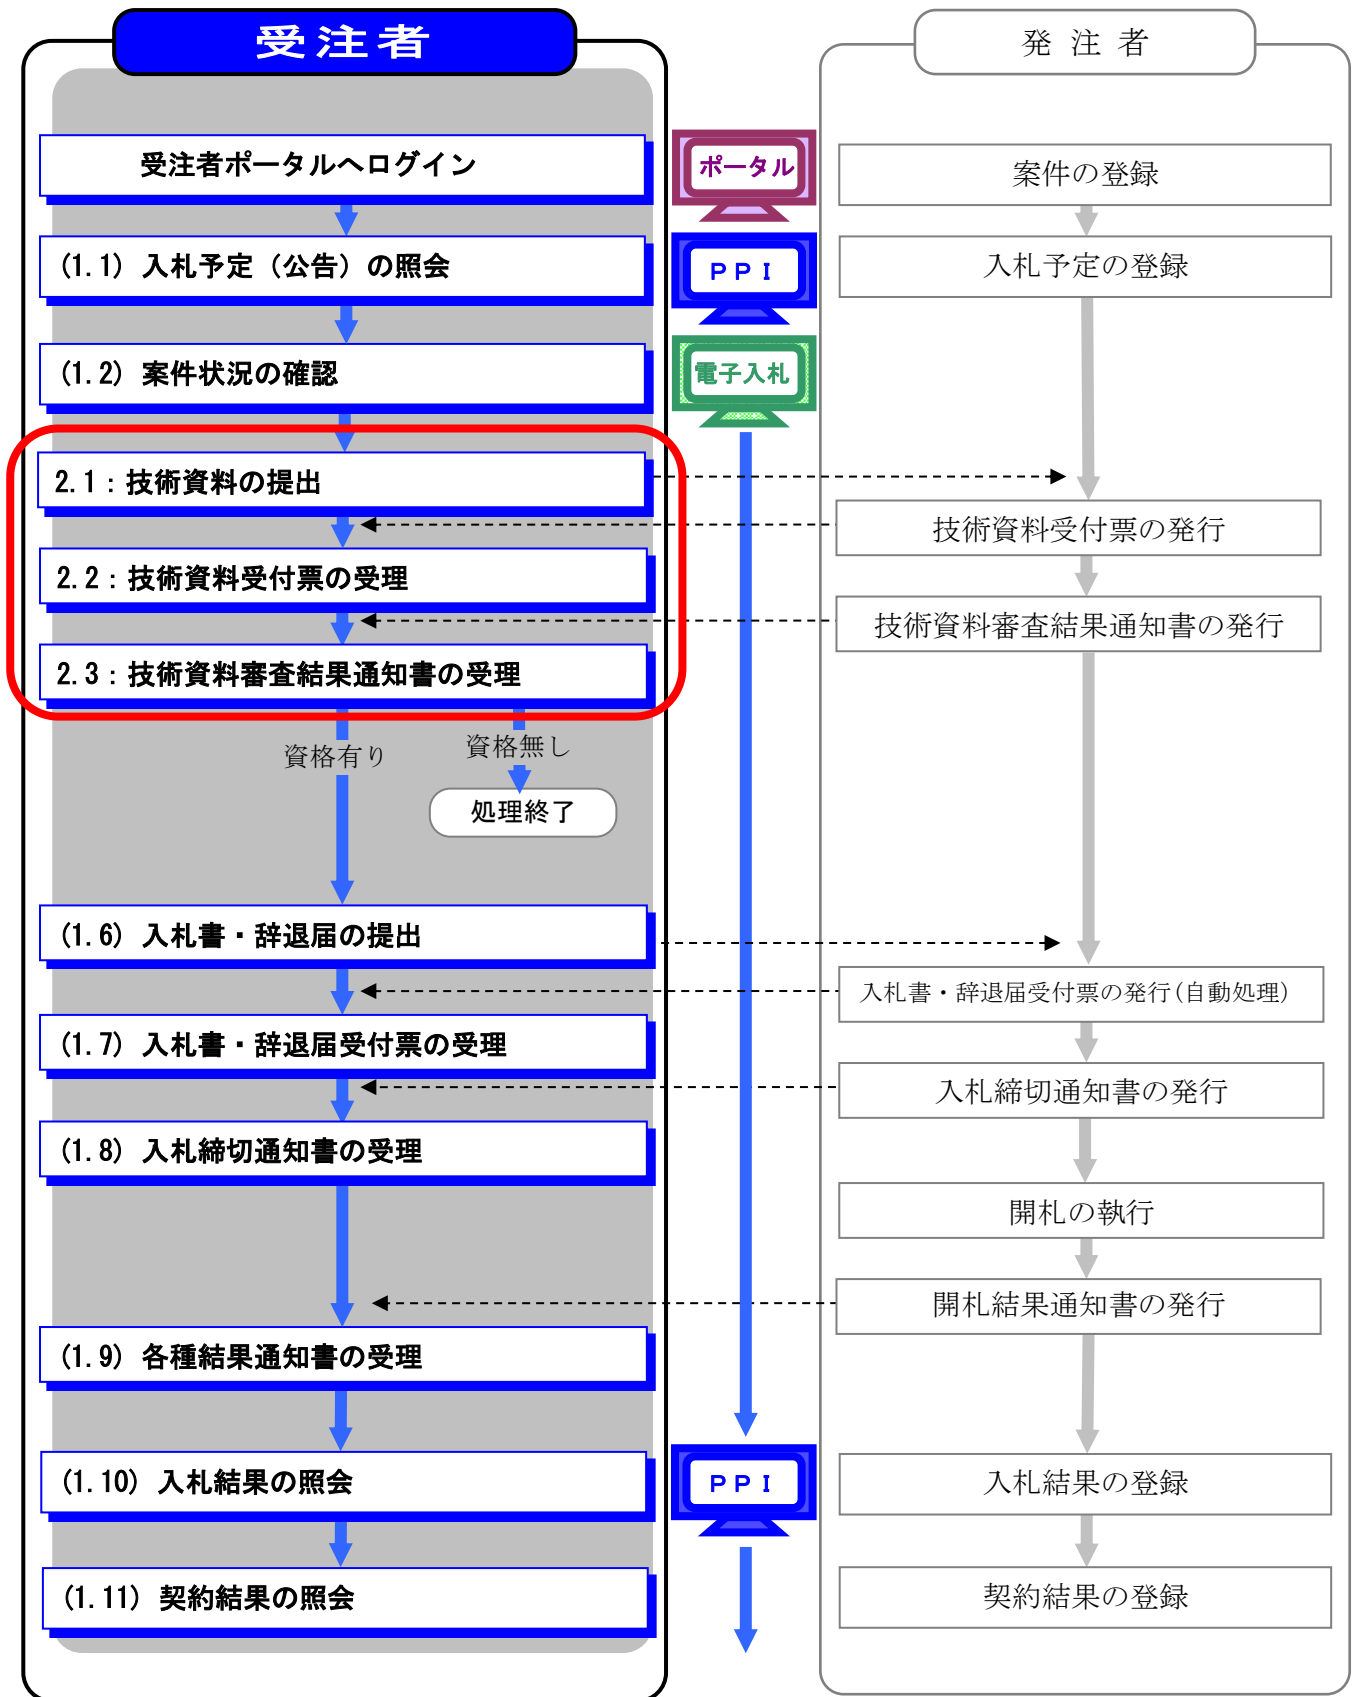 受注者
受注者ポータルへログイン
(1.1) 入札予定（公告）の照会
(1.2) 案件状況の確認
2.1：技術資料の提出
2.2：技術資料受付票の受理
2.3：技術資料審査結果通知書の受理
資格有り
資格無し
処理終了
(1.6) 入札書・辞退届の提出
(1.7) 入札書・辞退届受付票の受理
(1.8) 入札締切通知書の受理
(1.9) 各種結果通知書の受理
(1.10) 入札結果の照会
(1.11) 契約結果の照会
ポータル
ＰＰＩ
電子入札
ＰＰＩ
発 注 者
案件の登録
入札予定の登録
技術資料受付票の発行
技術資料審査結果通知書の発行
入札書・辞退届受付票の発行(自動処理)
入札締切通知書の発行
開札の執行
開札結果通知書の発行
入札結果の登録
契約結果の登録